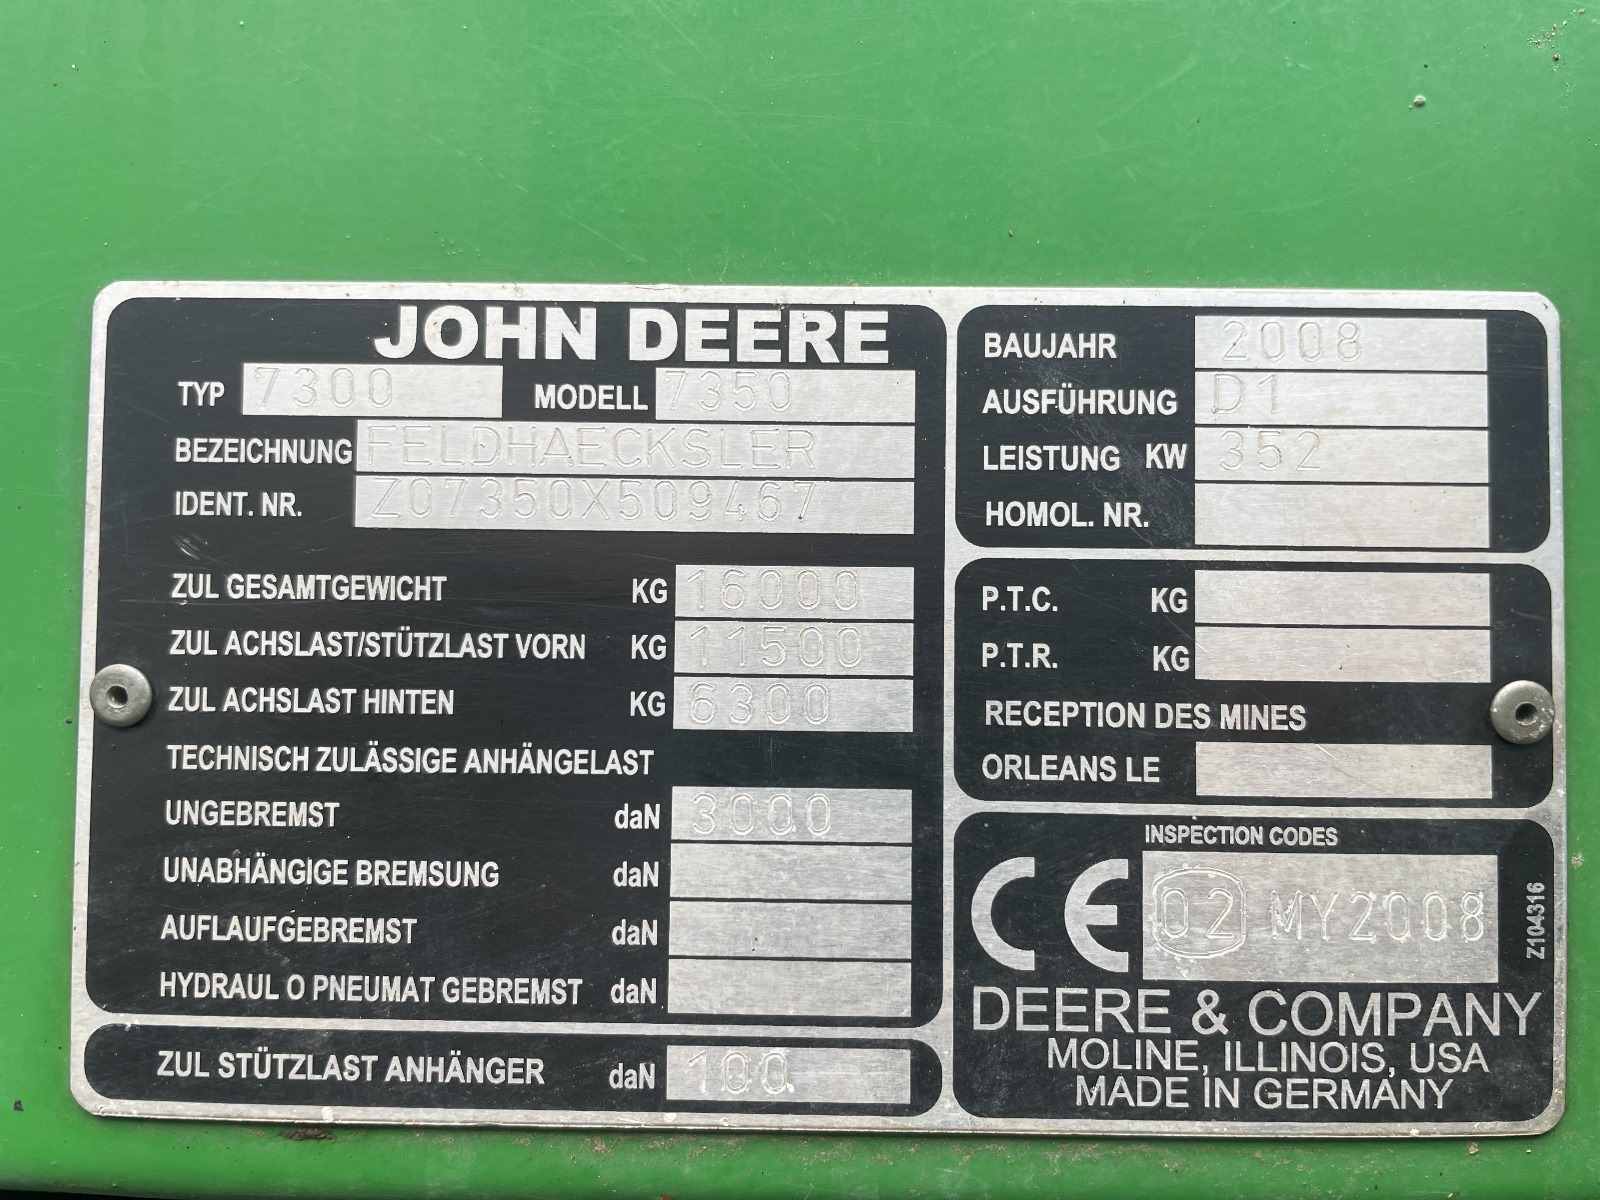 JOHN DEERE
TYP 7300 MODELL 7350
BEZEICHNUNG FELDHAECKSLER
IDENT. NR. Z07350X509467
ZUL GESAMTGEWICHT KG 16000
ZUL ACHSLAST/STÜTZLAST VORN KG 11500
ZUL ACHSLAST HINTEN KG 6300
TECHNISCH ZULÄSSIGE ANHÄNGELAST
UNGEBREMST daN 3000
UNABHÄNGIGE BREMSUNG daN
AUFLAUFGEBREMST daN
HYDRAUL O PNEUMAT GEBREMST daN
ZUL STÜTZLAST ANHÄNGER daN 100
BAUJAHR 2008
AUSFÜHRUNG D1
LEISTUNG KW 352
HOMOL. NR.
P.T.C. KG
P.T.R. KG
RECEPTION DES MINES
ORLEANS LE
INSPECTION CODES
CE 02 MY2008
Z104316
DEERE & COMPANY
MOLINE, ILLINOIS, USA
MADE IN GERMANY